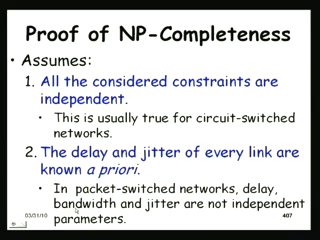 Proof of NP-Completeness
• Assumes:
1. All the considered constraints are
independent.
• This is usually true for circuit-switched
networks.
2. The delay and jitter of every link are
known a priori.
• In packet-switched networks, delay,
bandwidth and jitter are not independent
parameters.
03/31/10
407